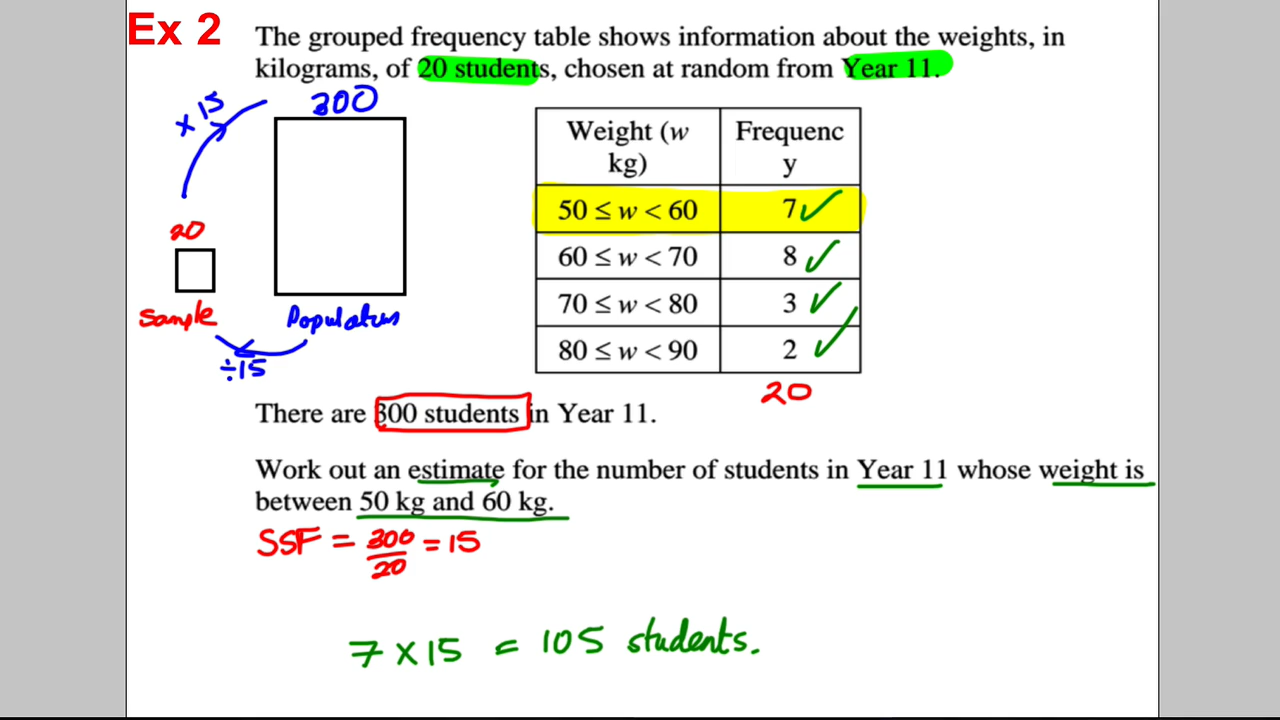 Ex 2
The grouped frequency table shows information about the weights, in
kilograms, of 20 students, chosen at random from Year 11.
300
× 15
20
Sample
Population
÷15
Weight (w
kg)
Frequenc
y
50 ≤ w < 60
7
60 ≤ w < 70
8
70 ≤ w < 80
3
80 ≤ w < 90
2
20
There are 300 students in Year 11.
Work out an estimate for the number of students in Year 11 whose weight is
between 50 kg and 60 kg.
SSF = 300/20 = 15
7 × 15 = 105 students.